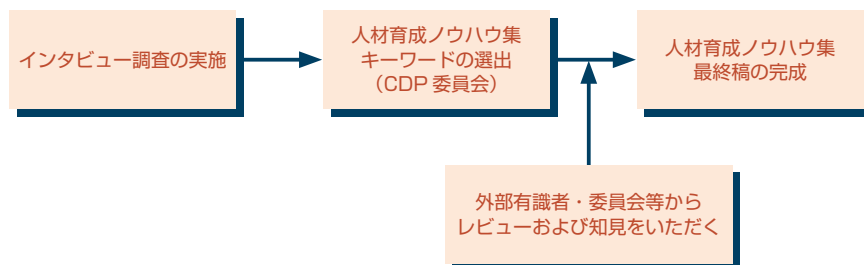 インタビュー調査の実施
人材育成ノウハウ集
キーワードの選出
（CDP 委員会）
人材育成ノウハウ集
最終稿の完成
外部有識者・委員会等から
レビューおよび知見をいただく